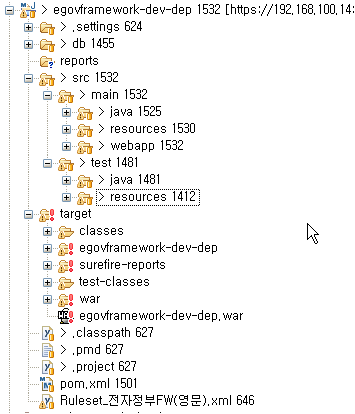 > egovframework-dev-dep 1532 [https://192.168.100.14
> .settings 624
> db 1455
reports
> src 1532
> main 1532
> java 1525
> resources 1530
> webapp 1532
> test 1481
> java 1481
> resources 1412
target
classes
egovframework-dev-dep
surefire-reports
test-classes
war
egovframework-dev-dep.war
> .classpath 627
> .pmd 627
> .project 627
pom.xml 1501
Ruleset_전자정부FW(영문).xml 646